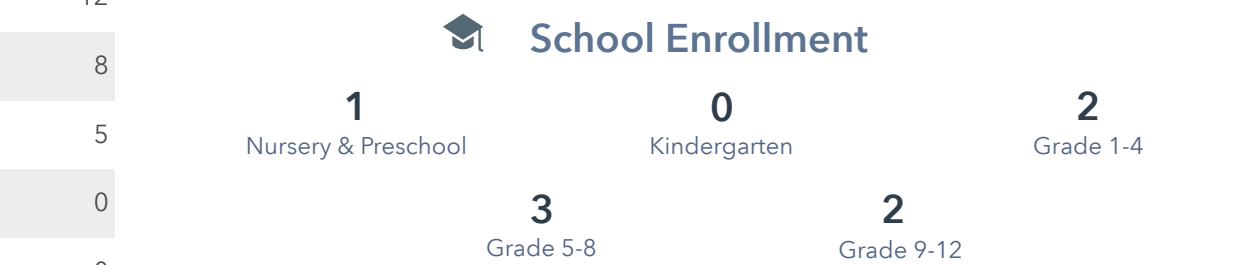 12
8
5
0
School Enrollment
1
Nursery & Preschool
0
Kindergarten
2
Grade 1-4
3
Grade 5-8
2
Grade 9-12